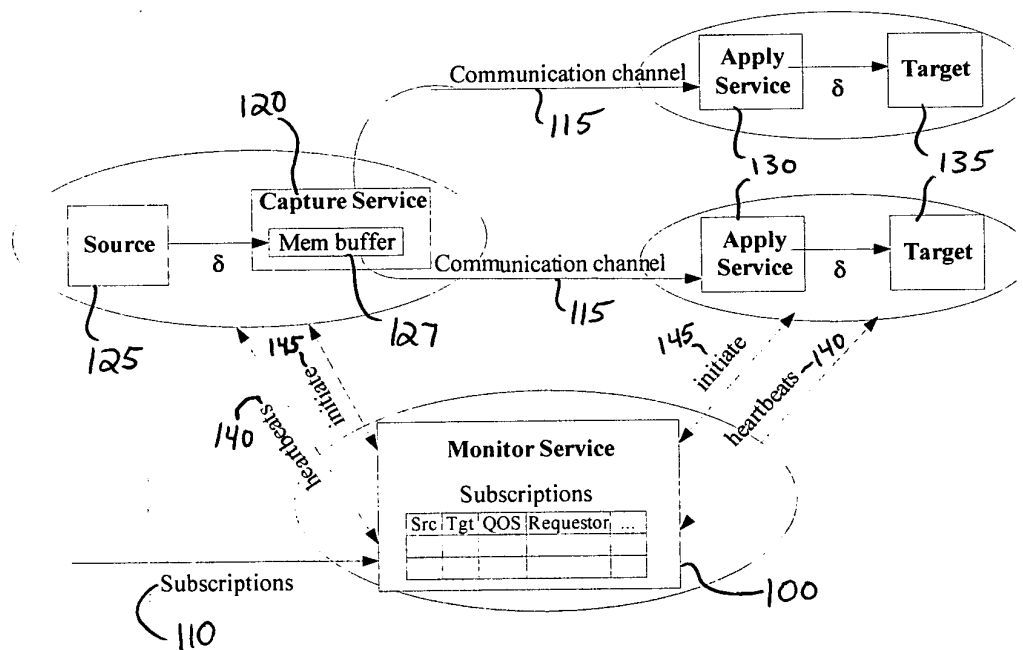 Communication channel
115
Apply
Service
δ
Target
130
135
120
Capture Service
Mem buffer
Source
δ
125
127
Communication channel
115
Apply
Service
δ
Target
145
initiate
140
heartbeats
145
initiate
heartbeats
140
Monitor Service
Subscriptions
Src Tgt QOS Requestor ...
Subscriptions
110
100